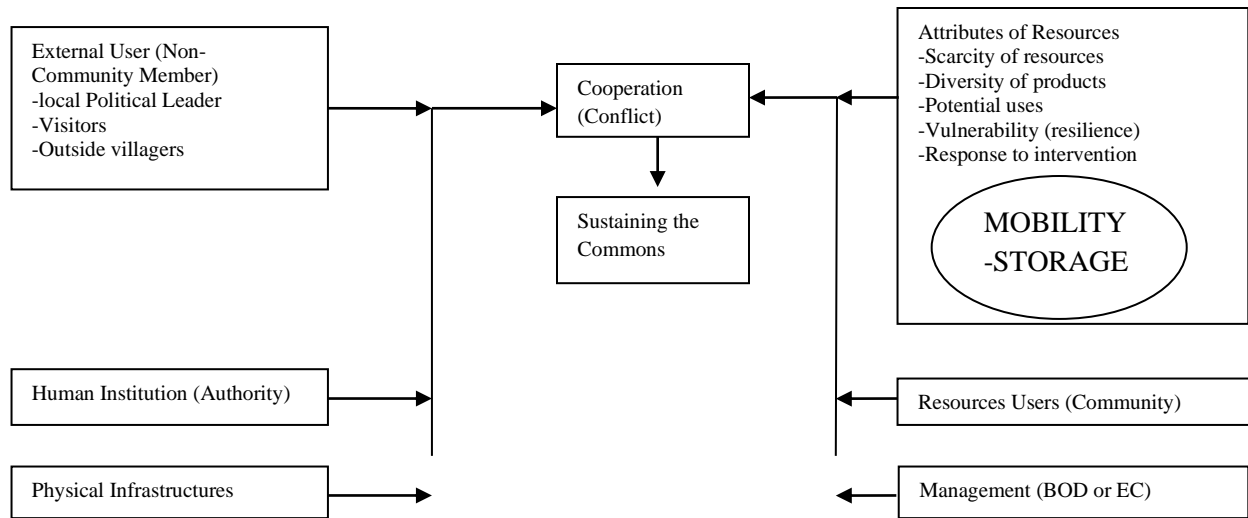 External User (Non-
Community Member)
-local Political Leader
-Visitors
-Outside villagers
Cooperation
(Conflict)
Sustaining the
Commons
Attributes of Resources
-Scarcity of resources
-Diversity of products
-Potential uses
-Vulnerability (resilience)
-Response to intervention
MOBILITY
-STORAGE
Human Institution (Authority)
Resources Users (Community)
Physical Infrastructures
Management (BOD or EC)